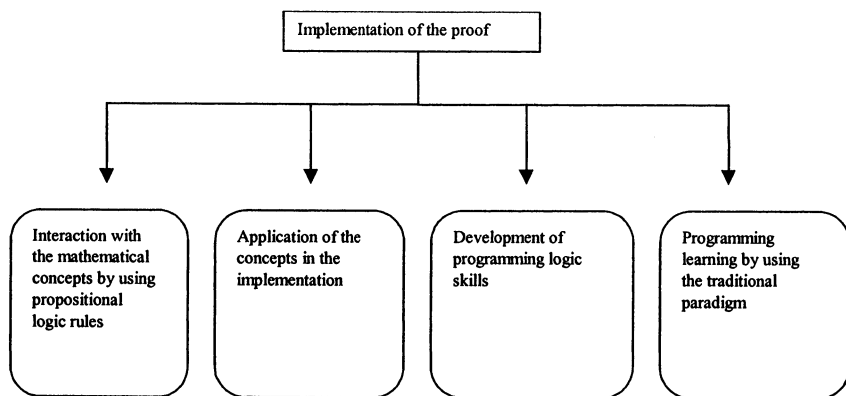 Implementation of the proof
Interaction with
the mathematical
concepts by using
propositional
logic rules
Application of the
concepts in the
implementation
Development of
programming logic
skills
Programming
learning by using
the traditional
paradigm